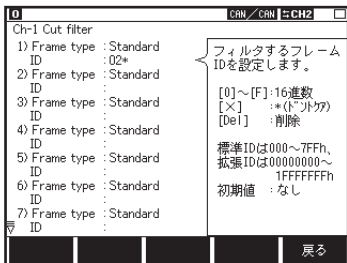 0 CAN/CAN ⇆CH2
Ch-1 Cut filter
1) Frame type :Standard
ID :02*
2) Frame type :Standard
ID :
3) Frame type :Standard
ID :
4) Frame type :Standard
ID :
5) Frame type :Standard
ID :
6) Frame type :Standard
ID :
7) Frame type :Standard
ID :
フィルタするフレーム
IDを設定します。
[0]～[F]:16進数
[×] :*(ﾄﾞﾝﾄｹｱ)
[Del] :削除
標準IDは000～7FFh、
拡張IDは00000000～
1FFFFFFFh
初期値 :なし
戻る